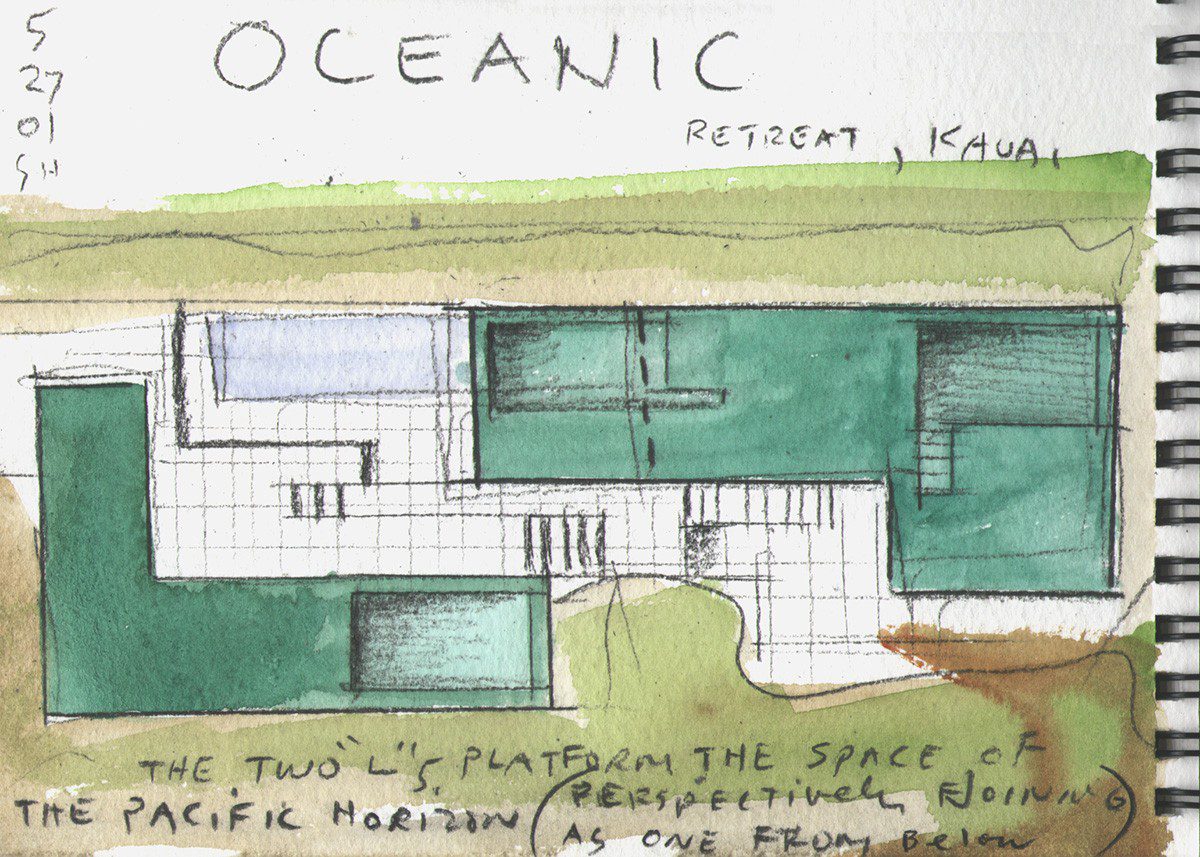 5
27
01
SH
OCEANIC
RETREAT, KAUAI
THE TWO "L"S, PLATFORM THE SPACE OF
THE PACIFIC HORIZON (PERSPECTIVELY JOINING
AS ONE FROM BELOW)